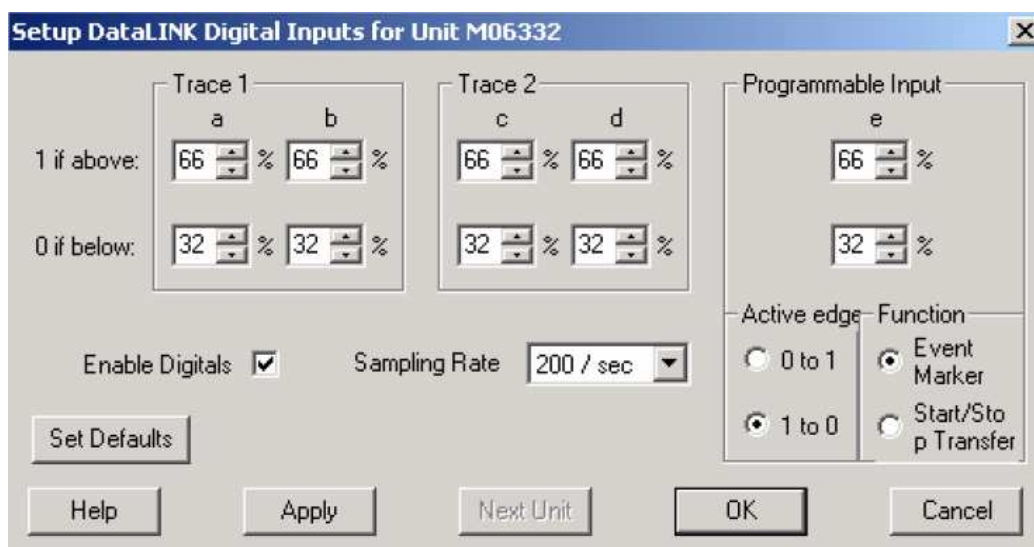 Setup DataLINK Digital Inputs for Unit M06332
Trace 1 Trace 2 Programmable Input
a b c d e
1 if above: 66 % 66 % 66 % 66 % 66 %
0 if below: 32 % 32 % 32 % 32 % 32 %
Active edge Function
Enable Digitals Sampling Rate 200 / sec 0 to 1 Event
Marker
Set Defaults 1 to 0 Start/Sto
p Transfer
Help Apply Next Unit OK Cancel